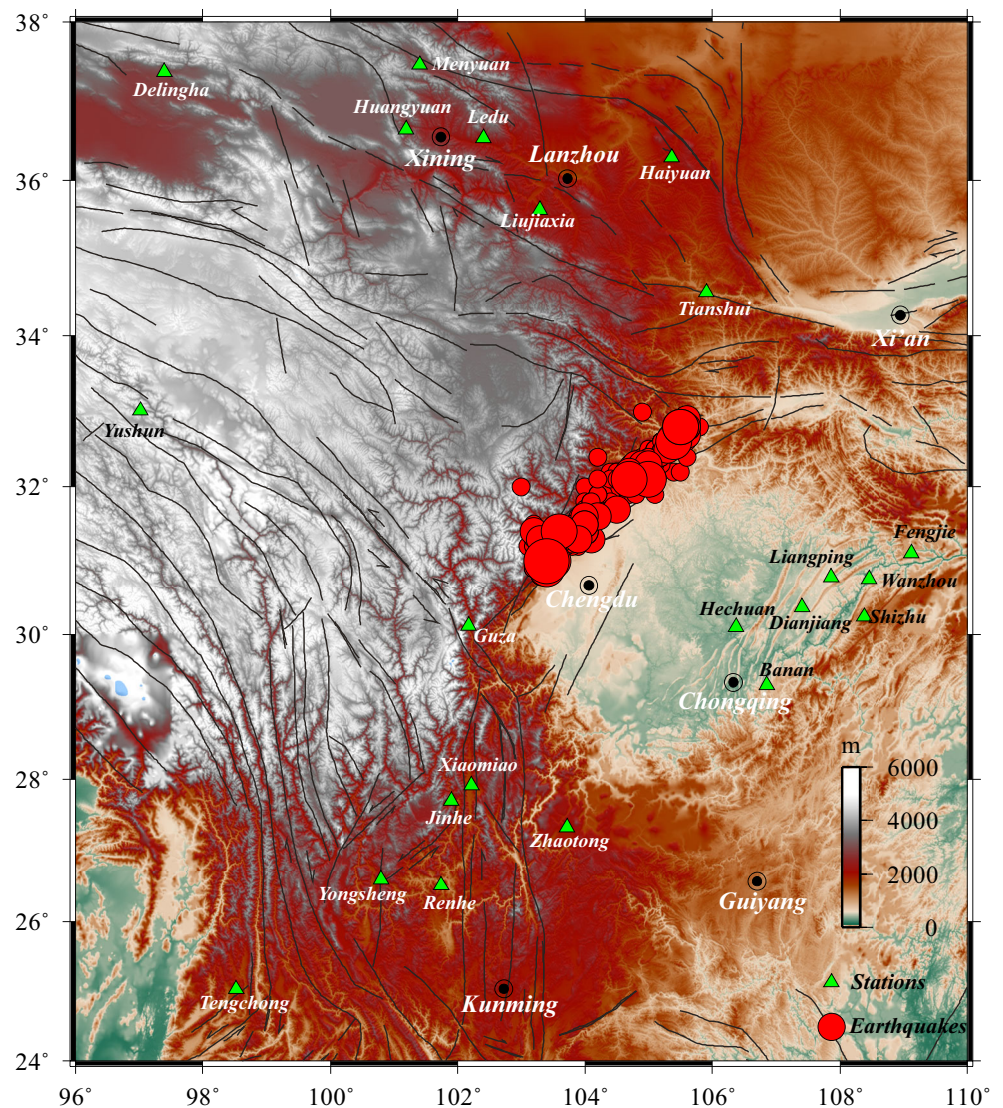 38°
Menyuan
Delingha
Huangyuan
Ledu
Xining
Lanzhou
Haiyuan
36°
Liujiaxia
Tianshui
34°
Xi'an
Yushun
32°
Fengjie
Liangping
Wanzhou
Chengdu
Hechuan
Dianjiang
Shizhu
30°
Guza
Banan
Chongqing
m
Xiaomiao
6000
28°
Jinhe
4000
Zhaotong
2000
Yongsheng
Renhe
Guiyang
26°
0
Stations
Tengchong
Kunming
Earthquakes
24°
96° 98° 100° 102° 104° 106° 108° 110°